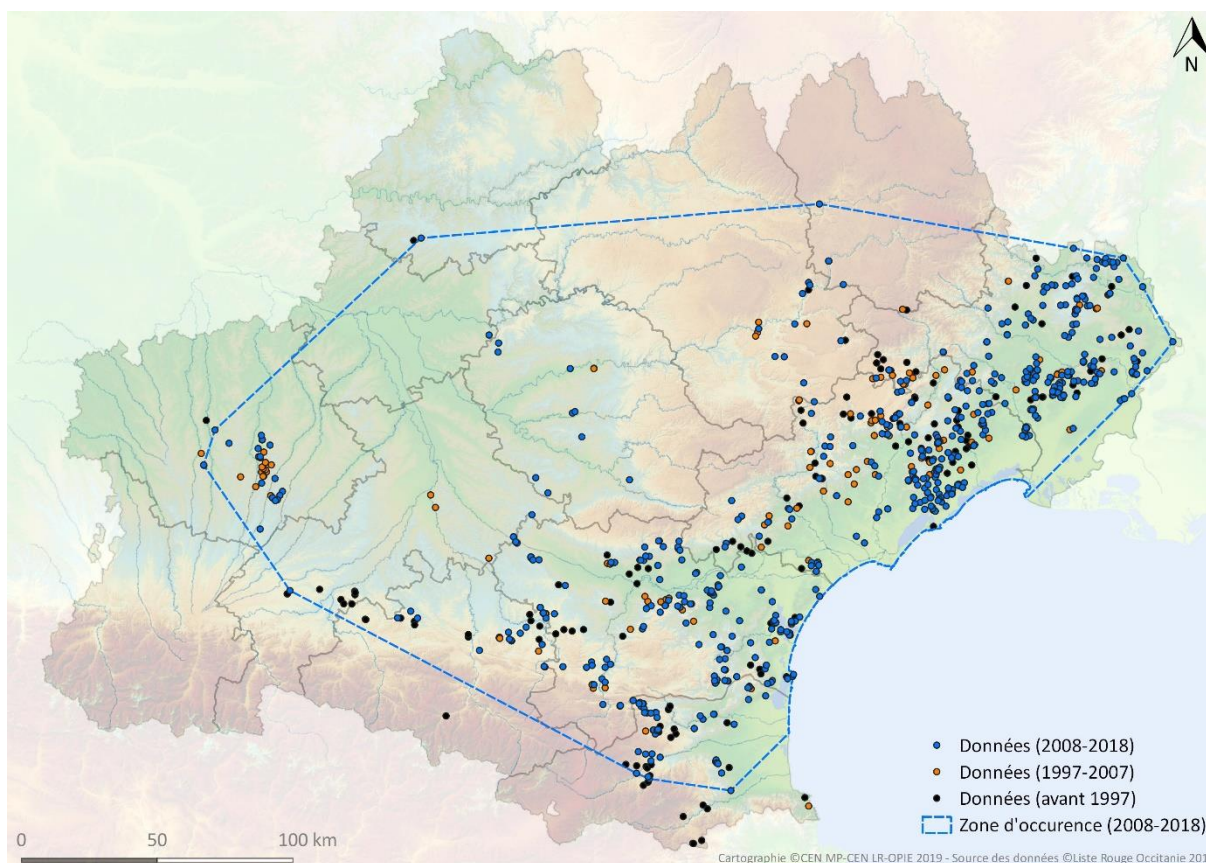 N
Données (2008-2018)
Données (1997-2007)
Données (avant 1997)
Zone d'occurence (2008-2018)
0 50 100 km
Cartographie ©CEN MP-CEN LR-OPIE 2019 - Source des données ©Liste Rouge Occitanie 201